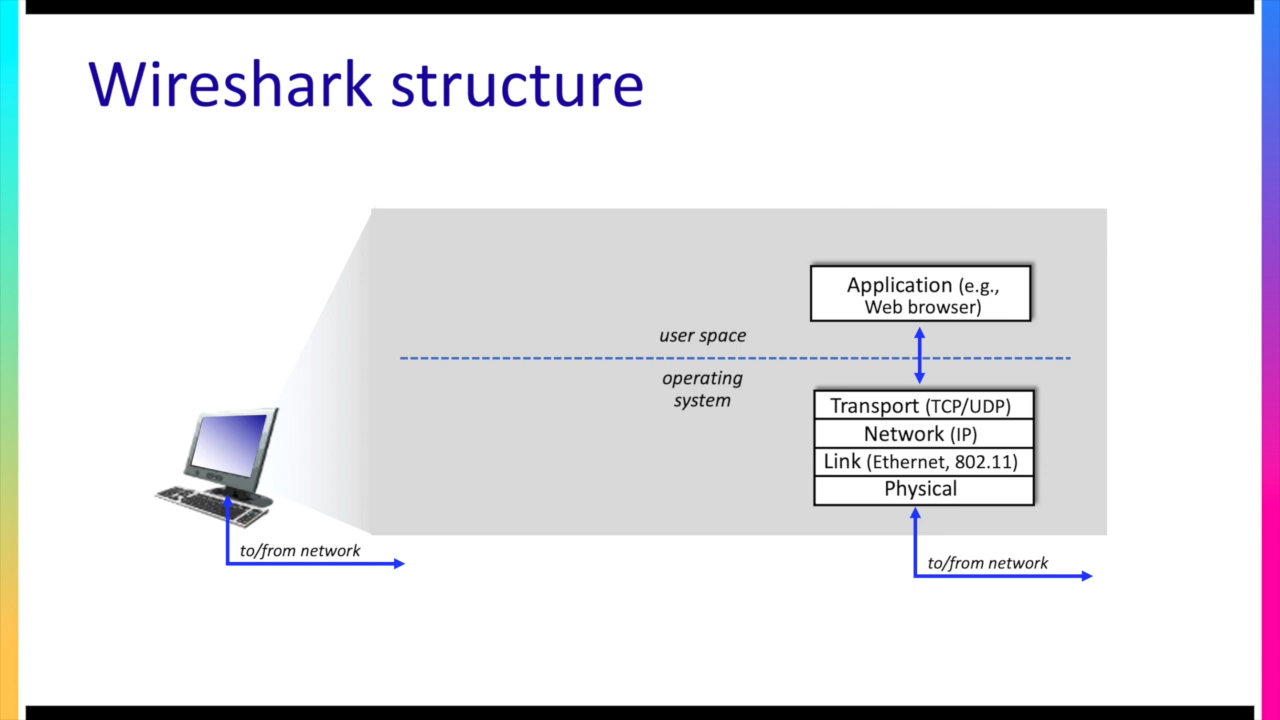 Wireshark structure
Application (e.g.,
Web browser)
user space
operating
system
Transport (TCP/UDP)
Network (IP)
Link (Ethernet, 802.11)
Physical
to/from network
to/from network